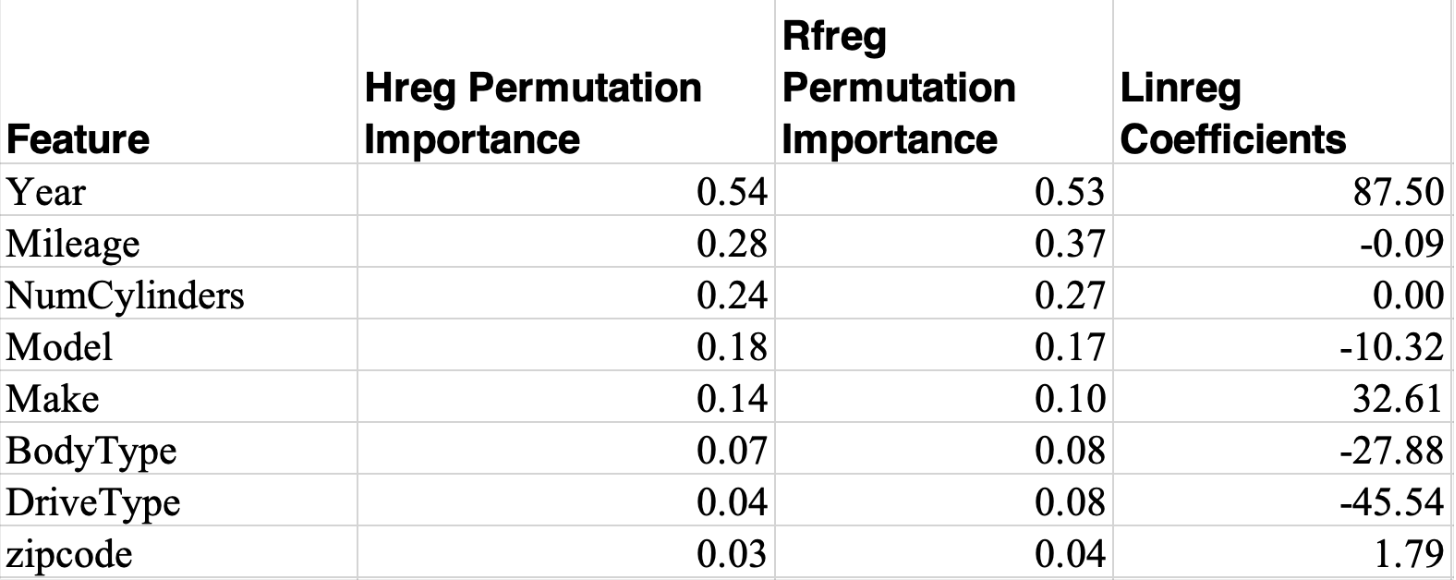 Feature Hreg Permutation Importance Rfreg Permutation Importance Linreg Coefficients
Year 0.54 0.53 87.50
Mileage 0.28 0.37 -0.09
NumCylinders 0.24 0.27 0.00
Model 0.18 0.17 -10.32
Make 0.14 0.10 32.61
BodyType 0.07 0.08 -27.88
DriveType 0.04 0.08 -45.54
zipcode 0.03 0.04 1.79